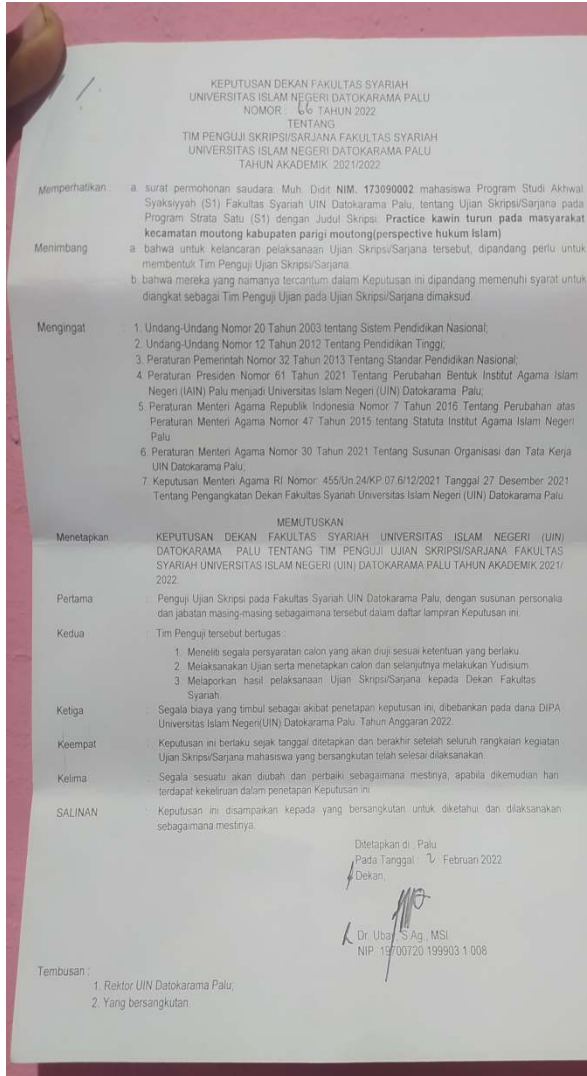 KEPUTUSAN DEKAN FAKULTAS SYARIAH
UNIVERSITAS ISLAM NEGERI DATOKARAMA PALU
NOMOR : 66 TAHUN 2022
TENTANG
TIM PENGUJI SKRIPSI/SARJANA FAKULTAS SYARIAH
UNIVERSITAS ISLAM NEGERI DATOKARAMA PALU
TAHUN AKADEMIK 2021/2022
Memperhatikan : a. surat permohonan saudara: Muh. Didit NIM. 173090002 mahasiswa Program Studi Akhwal
Syaksiyyah (S1) Fakultas Syariah UIN Datokarama Palu, tentang Ujian Skripsi/Sarjana pada
Program Strata Satu (S1) dengan Judul Skripsi: Practice kawin turun pada masyarakat
kecamatan moutong kabupaten parigi moutong(perspective hukum Islam)
Menimbang a. bahwa untuk kelancaran pelaksanaan Ujian Skripsi/Sarjana tersebut, dipandang perlu untuk
membentuk Tim Penguji Ujian Skripsi/Sarjana.
b. bahwa mereka yang namanya tercantum dalam Keputusan ini dipandang memenuhi syarat untuk
diangkat sebagai Tim Penguji Ujian pada Ujian Skripsi/Sarjana dimaksud.
Mengingat : 1. Undang-Undang Nomor 20 Tahun 2003 tentang Sistem Pendidikan Nasional;
2. Undang-Undang Nomor 12 Tahun 2012 Tentang Pendidikan Tinggi;
3. Peraturan Pemerintah Nomor 32 Tahun 2013 Tentang Standar Pendidikan Nasional;
4. Peraturan Presiden Nomor 61 Tahun 2021 Tentang Perubahan Bentuk Institut Agama Islam
Negeri (IAIN) Palu menjadi Universitas Islam Negeri (UIN) Datokarama Palu;
5. Peraturan Menteri Agama Republik Indonesia Nomor 7 Tahun 2016 Tentang Perubahan atas
Peraturan Menteri Agama Nomor 47 Tahun 2015 tentang Statuta Institut Agama Islam Negeri
Palu
6. Peraturan Menteri Agama Nomor 30 Tahun 2021 Tentang Susunan Organisasi dan Tata Kerja
UIN Datokarama Palu;
7. Keputusan Menteri Agama RI Nomor: 455/Un.24/KP.07.6/12/2021 Tanggal 27 Desember 2021
Tentang Pengangkatan Dekan Fakultas Syariah Universitas Islam Negeri (UIN) Datokarama Palu.
MEMUTUSKAN
Menetapkan KEPUTUSAN DEKAN FAKULTAS SYARIAH UNIVERSITAS ISLAM NEGERI (UIN)
DATOKARAMA PALU TENTANG TIM PENGUJI UJIAN SKRIPSI/SARJANA FAKULTAS
SYARIAH UNIVERSITAS ISLAM NEGERI (UIN) DATOKARAMA PALU TAHUN AKADEMIK 2021/
2022.
Pertama : Penguji Ujian Skripsi pada Fakultas Syariah UIN Datokarama Palu, dengan susunan personalia
dan jabatan masing-masing sebagaimana tersebut dalam daftar lampiran Keputusan ini.
Kedua : Tim Penguji tersebut bertugas :
1. Meneliti segala persyaratan calon yang akan diuji sesuai ketentuan yang berlaku.
2. Melaksanakan Ujian serta menetapkan calon dan selanjutnya melakukan Yudisium.
3. Melaporkan hasil pelaksanaan Ujian Skripsi/Sarjana kepada Dekan Fakultas
Syariah.
Ketiga : Segala biaya yang timbul sebagai akibat penetapan keputusan ini, dibebankan pada dana DIPA
Universitas Islam Negeri(UIN) Datokarama Palu. Tahun Anggaran 2022.
Keempat : Keputusan ini berlaku sejak tanggal ditetapkan dan berakhir setelah seluruh rangkaian kegiatan
Ujian Skripsi/Sarjana mahasiswa yang bersangkutan telah selesai dilaksanakan.
Kelima : Segala sesuatu akan diubah dan perbaiki sebagaimana mestinya, apabila dikemudian hari
terdapat kekeliruan dalam penetapan Keputusan ini.
SALINAN : Keputusan ini disampaikan kepada yang bersangkutan untuk diketahui dan dilaksanakan
sebagaimana mestinya.
Ditetapkan di : Palu
Pada Tanggal : 2 Februari 2022
Dekan,
Dr. Ubay, S.Ag., MSI.
NIP. 19700720 199903 1 008
Tembusan :
1. Rektor UIN Datokarama Palu;
2. Yang bersangkutan.